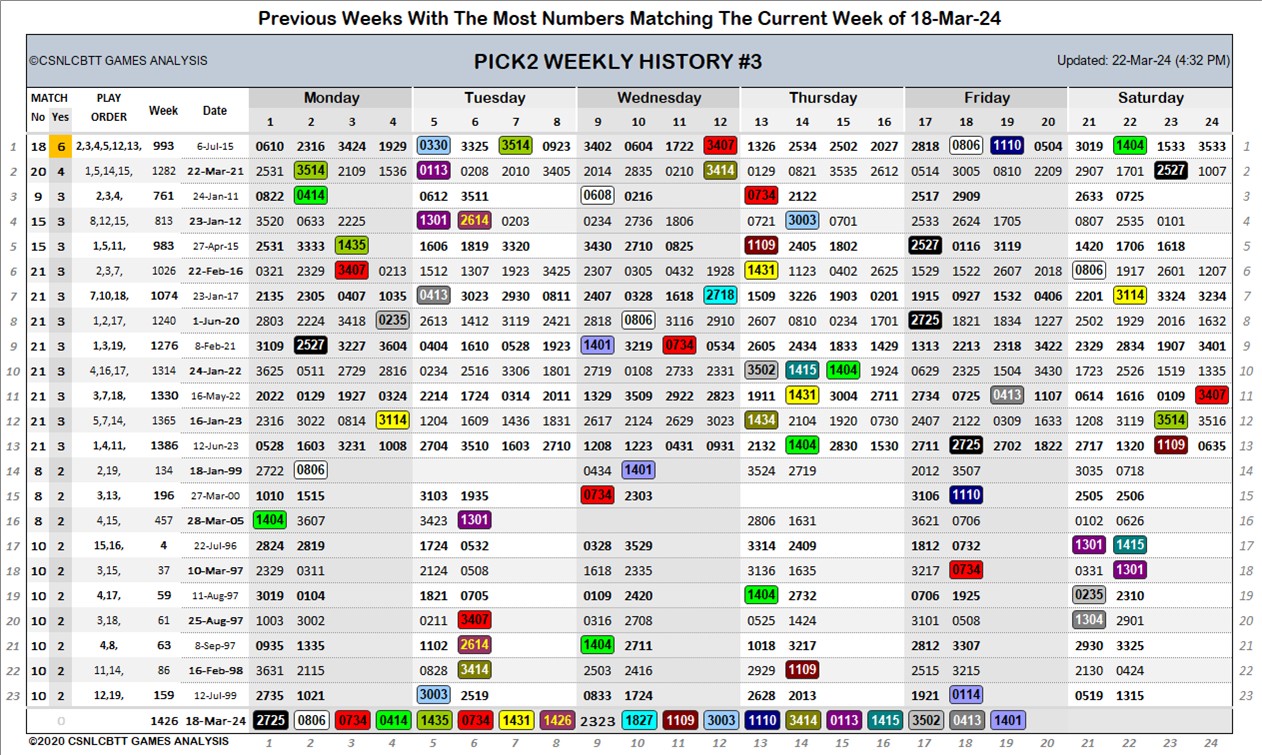 Previous Weeks With The Most Numbers Matching The Current Week of 18-Mar-24
©CSNLCBTT GAMES ANALYSIS PICK2 WEEKLY HISTORY #3 Updated: 22-Mar-24 (4:32 PM)
MATCH PLAY Week Date Monday Tuesday Wednesday Thursday Friday Saturday
No Yes ORDER 1 2 3 4 5 6 7 8 9 10 11 12 13 14 15 16 17 18 19 20 21 22 23 24
1 18 6 2,3,4,5,12,13, 993 6-Jul-15 0610 2316 3424 1929 0330 3325 3514 0923 3402 0604 1722 3407 1326 2534 2502 2027 2818 0806 1110 0504 3019 1404 1533 3533 1
2 20 4 1,5,14,15, 1282 22-Mar-21 2531 3514 2109 1536 0113 0208 2010 3405 2014 2835 0210 3414 0129 0821 3535 2612 0514 3005 0810 2209 2907 1701 2527 1007 2
3 9 3 2,3,4, 761 24-Jan-11 0822 0414 0612 3511 0608 0216 0734 2122 2517 2909 2633 0725 3
4 15 3 8,12,15, 813 23-Jan-12 3520 0633 2225 1301 2614 0203 0234 2736 1806 0721 3003 0701 2533 2624 1705 0807 2535 0101 4
5 15 3 1,5,11, 983 27-Apr-15 2531 3333 1435 1606 1819 3320 3430 2710 0825 1109 2405 1802 2527 0116 3119 1420 1706 1618 5
6 21 3 2,3,7, 1026 22-Feb-16 0321 2329 3407 0213 1512 1307 1923 3425 2307 0305 0432 1928 1431 1123 0402 2625 1529 1522 2607 2018 0806 1917 2601 1207 6
7 21 3 7,10,18, 1074 23-Jan-17 2135 2305 0407 1035 0413 3023 2930 0811 2407 0328 1618 2718 1509 3226 1903 0201 1915 0927 1532 0406 2201 3114 3324 3234 7
8 21 3 1,2,17, 1240 1-Jun-20 2803 2224 3418 0235 2613 1412 3119 2421 2818 0806 3116 2910 2607 0810 0234 1701 2725 1821 1834 1227 2502 1929 2016 1632 8
9 21 3 1,3,19, 1276 8-Feb-21 3109 2527 3227 3604 0404 1610 0528 1923 1401 3219 0734 0534 2605 2434 1833 1429 1313 2213 2318 3422 2329 2834 1907 3401 9
10 21 3 4,16,17, 1314 24-Jan-22 3625 0511 2729 2816 0234 2516 3306 1801 2719 0108 2733 2331 3502 1415 1404 1924 0629 2325 1504 3430 1723 2526 1519 1335 10
11 21 3 3,7,18, 1330 16-May-22 2022 0129 1927 0324 2214 1724 0314 2011 1329 3509 2922 2823 1911 1431 3004 2711 2734 0725 0413 1107 0614 1616 0109 3407 11
12 21 3 5,7,14, 1365 16-Jan-23 2316 3022 0814 3114 1204 1609 1436 1831 2617 2124 2629 3023 1434 2104 1920 0730 2407 2122 0309 1633 1208 3119 3514 3516 12
13 21 3 1,4,11, 1386 12-Jun-23 0528 1603 3231 1008 2704 3510 1603 2710 1208 1223 0431 0931 2132 1404 2830 1530 2711 2725 2702 1822 2717 1320 1109 0635 13
14 8 2 2,19, 134 18-Jan-99 2722 0806 0434 1401 3524 2719 2012 3507 3035 0718 14
15 8 2 3,13, 196 27-Mar-00 1010 1515 3103 1935 0734 2303 3106 1110 2505 2506 15
16 8 2 4,15, 457 28-Mar-05 1404 3607 3423 1301 2806 1631 3621 0706 0102 0626 16
17 10 2 15,16, 4 22-Jul-96 2824 2819 1724 0532 0328 3529 3314 2409 1812 0732 1301 1415 17
18 10 2 3,15, 37 10-Mar-97 2329 0311 2124 0508 1618 2335 3136 1635 3217 0734 0331 1301 18
19 10 2 4,17, 59 11-Aug-97 3019 0104 1821 0705 0109 2420 1404 2732 0706 1925 0235 2310 19
20 10 2 3,18, 61 25-Aug-97 1003 3002 0211 3407 0316 2708 0525 1424 3101 0508 1304 2901 20
21 10 2 4,8, 63 8-Sep-97 0935 1335 1102 2614 1404 2711 1018 3217 2812 3307 2930 3325 21
22 10 2 11,14, 86 16-Feb-98 3631 2115 0828 3414 2503 2416 2929 1109 2515 3215 2130 0424 22
23 10 2 12,19, 159 12-Jul-99 2735 1021 3003 2519 0833 1724 2628 2013 1921 0114 0519 1315 23
0 1426 18-Mar-24 2725 0806 0734 0414 1435 0734 1431 1426 2323 1827 1109 3003 1110 3414 0113 1415 3502 0413 1401
©2020 CSNLCBTT GAMES ANALYSIS 1 2 3 4 5 6 7 8 9 10 11 12 13 14 15 16 17 18 19 20 21 22 23 24